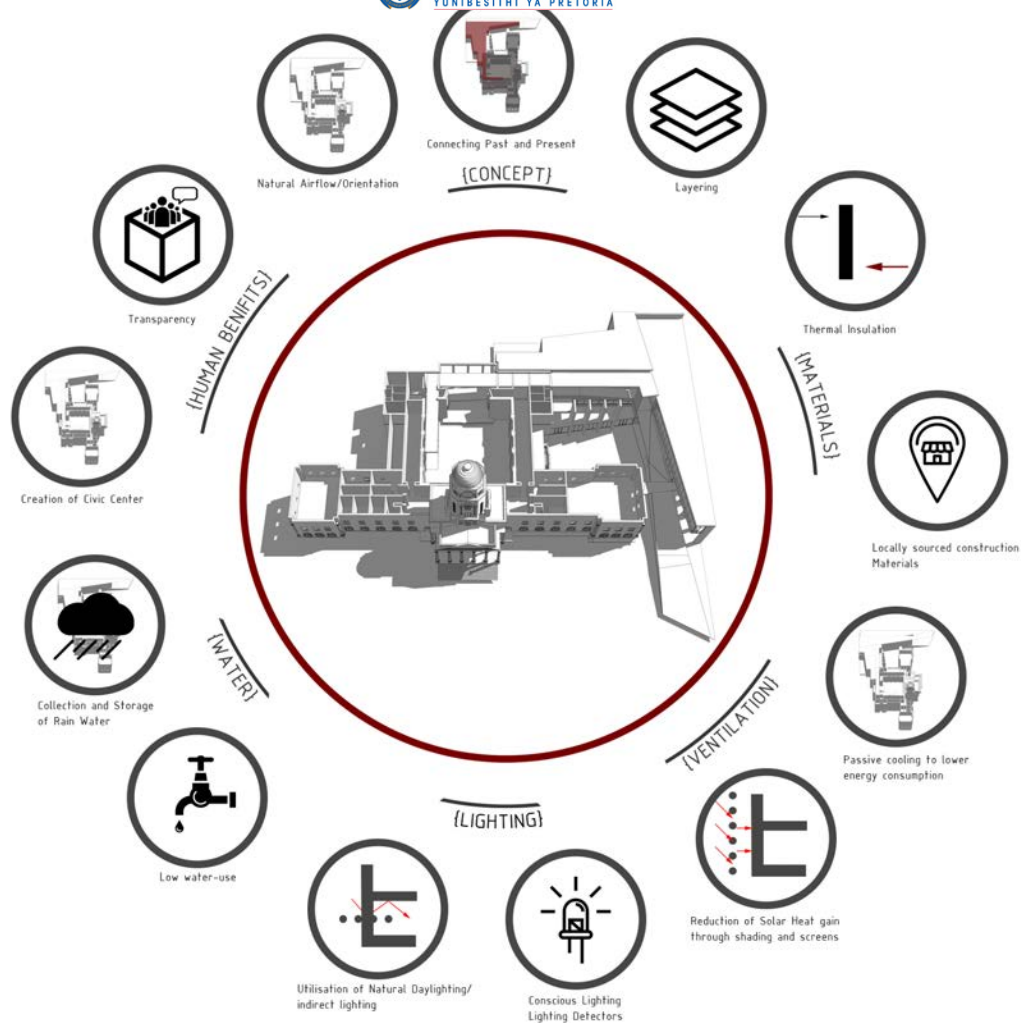 YUNIBESITHI YA PRETORIA
Connecting Past and Present
Natural Airflow/Orientation
{CONCEPT}
Layering
Transparency
{HUMAN BENIFITS}
Thermal Insulation
{MATERIALS}
Creation of Civic Center
Locally sourced construction
Materials
Collection and Storage
of Rain Water
{WATER}
{VENTILATION}
Passive cooling to lower
energy consumption
{LIGHTING}
Low water-use
Reduction of Solar Heat gain
through shading and screens
Utilisation of Natural Daylighting/
indirect lighting
Conscious Lighting
Lighting Detectors